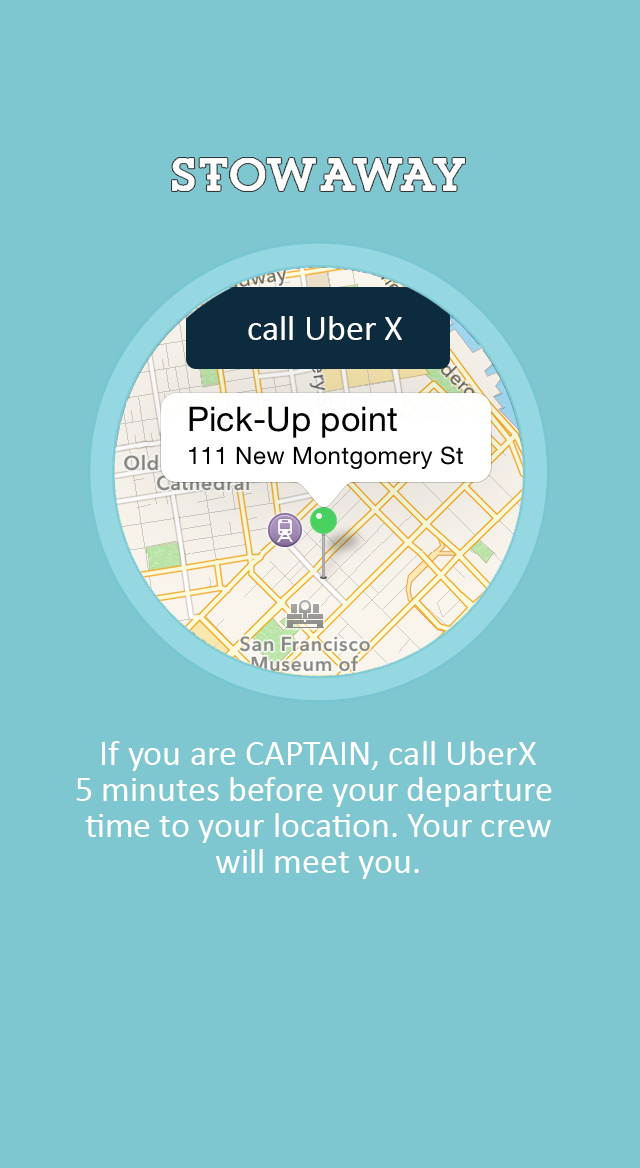 STOWAWAY
call Uber X
Pick-Up point
111 New Montgomery St
Old
Cathedral
San Francisco
Museum of
If you are CAPTAIN, call UberX
5 minutes before your departure
time to your location. Your crew
will meet you.